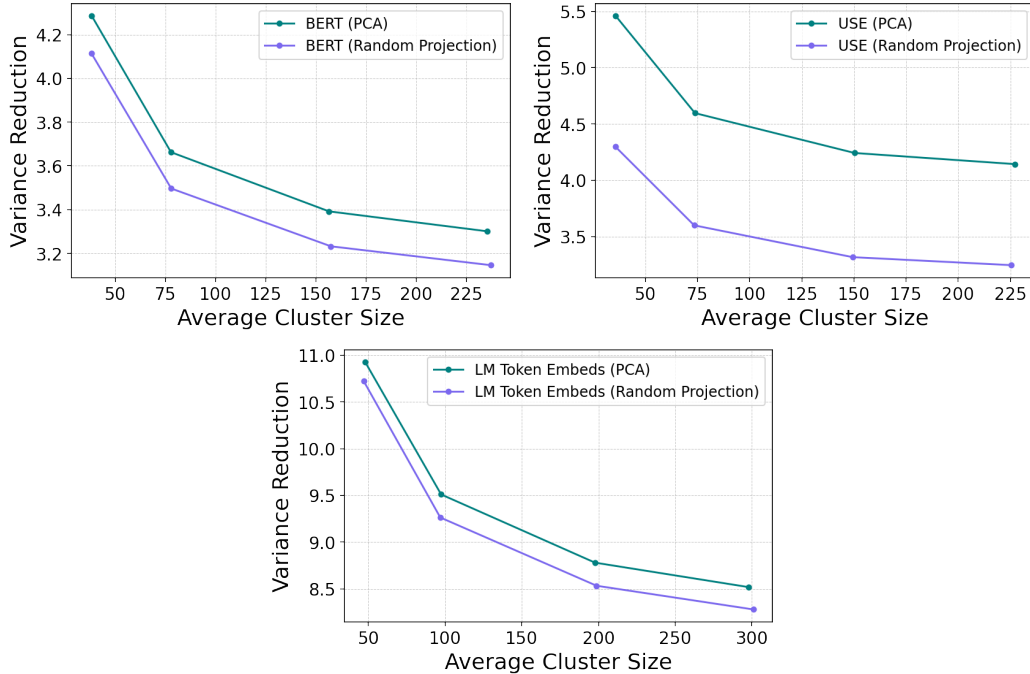 BERT (PCA)
BERT (Random Projection)
4.2
4.0
3.8
3.6
3.4
3.2
Variance Reduction
50 75 100 125 150 175 200 225
Average Cluster Size
USE (PCA)
USE (Random Projection)
5.5
5.0
4.5
4.0
3.5
Variance Reduction
50 75 100 125 150 175 200 225
Average Cluster Size
LM Token Embeds (PCA)
LM Token Embeds (Random Projection)
11.0
10.5
10.0
9.5
9.0
8.5
Variance Reduction
50 100 150 200 250 300
Average Cluster Size